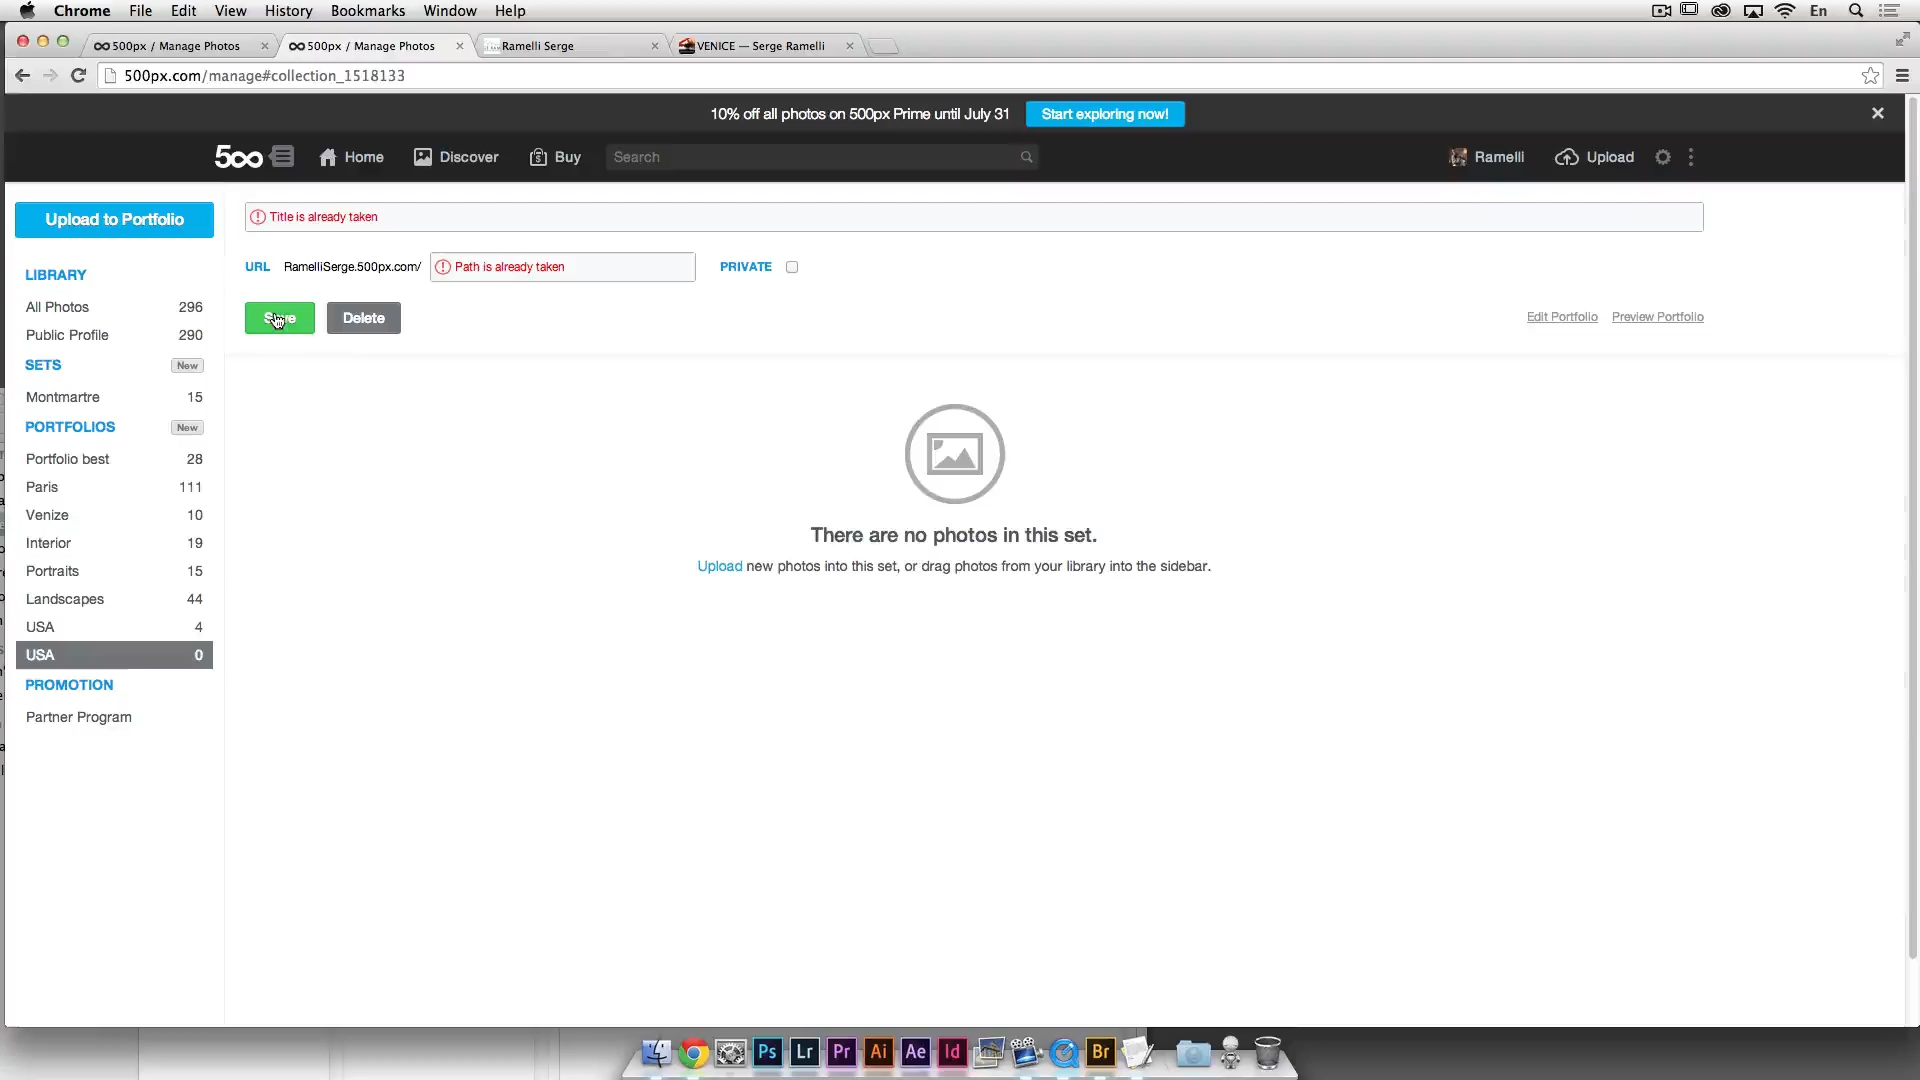 Chrome File Edit View History Bookmarks Window Help En
500px / Manage Photos 500px / Manage Photos Ramelli Serge VENICE — Serge Ramelli
500px.com/manage#collection_1518133
10% off all photos on 500px Prime until July 31 Start exploring now!
500 Home Discover Buy Search Ramelli Upload
Upload to Portfolio
Title is already taken
URL RamelliSerge.500px.com/ Path is already taken PRIVATE
LIBRARY
All Photos 296
Public Profile 290
Save Delete Edit Portfolio Preview Portfolio
SETS New
Montmartre 15
PORTFOLIOS New
Portfolio best 28
Paris 111
Venize 10
Interior 19
Portraits 15
Landscapes 44
USA 4
USA 0
PROMOTION
Partner Program
There are no photos in this set.
Upload new photos into this set, or drag photos from your library into the sidebar.
Ps Lr Pr Ai Ae Id Br